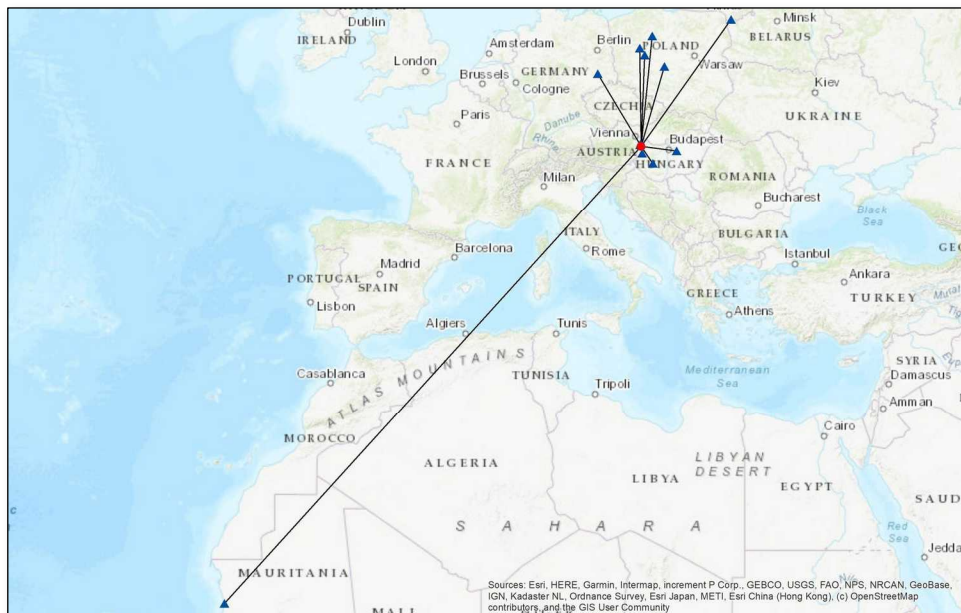 Dublin
IRELAND
London
Amsterdam
Brussels
Cologne
GERMANY
Berlin
POLAND
Warsaw
Minsk
BELARUS
Kiev
UKRAINE
Paris
CZECHIA
Danube
Rhine
Vienna
AUSTRIA
Budapest
HUNGARY
FRANCE
Milan
ROMANIA
Bucharest
Black
Sea
BULGARIA
ITALY
Rome
Barcelona
Istanbul
PORTUGAL
Madrid
SPAIN
Lisbon
GREECE
Athens
Ankara
TURKEY
Algiers
Tunis
Casablanca
ATLAS MOUNTAINS
TUNISIA
Tripoli
Mediterranean
Sea
SYRIA
Damascus
Amman
MOROCCO
Cairo
ALGERIA
LIBYAN
DESERT
LIBYA
EGYPT
SAHARA
Red
Sea
Jedda
MAURITANIA
Sources: Esri, HERE, Garmin, Intermap, increment P Corp., GEBCO, USGS, FAO, NPS, NRCAN, GeoBase,
IGN, Kadaster NL, Ordnance Survey, Esri Japan, METI, Esri China (Hong Kong), (c) OpenStreetMap
contributors, and the GIS User Community